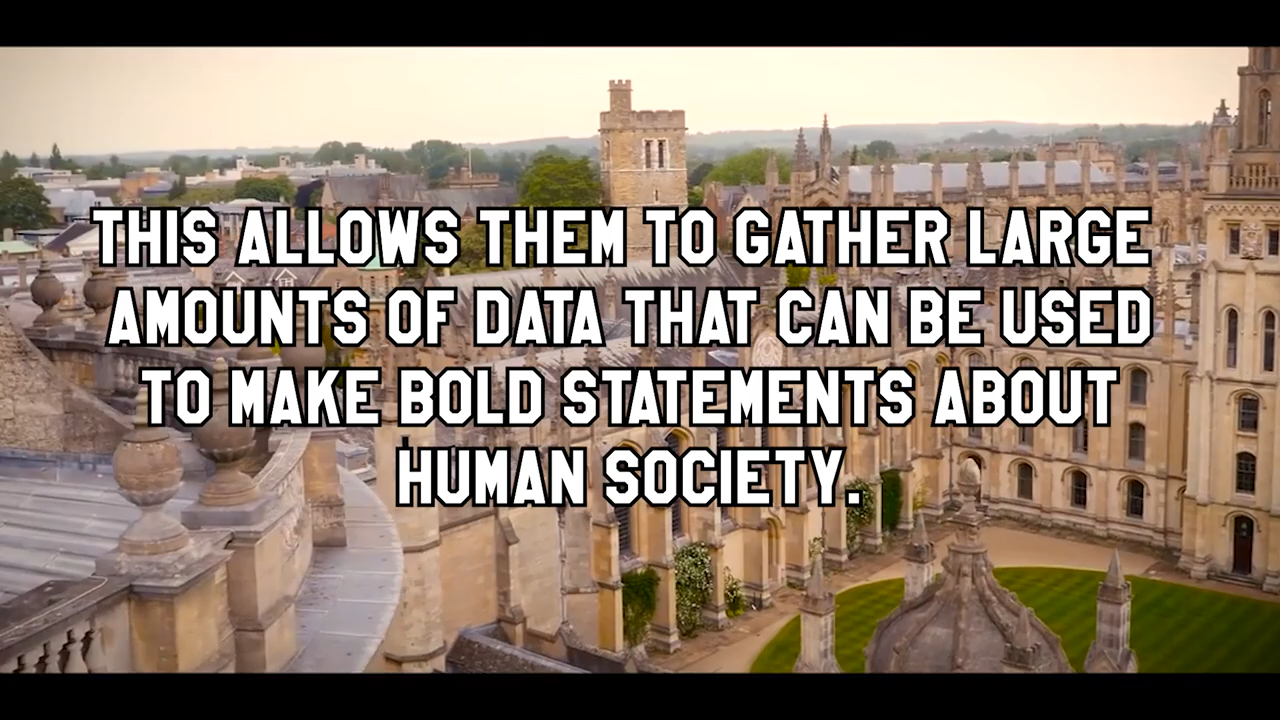 THIS ALLOWS THEM TO GATHER LARGE
AMOUNTS OF DATA THAT CAN BE USED
TO MAKE BOLD STATEMENTS ABOUT
HUMAN SOCIETY.